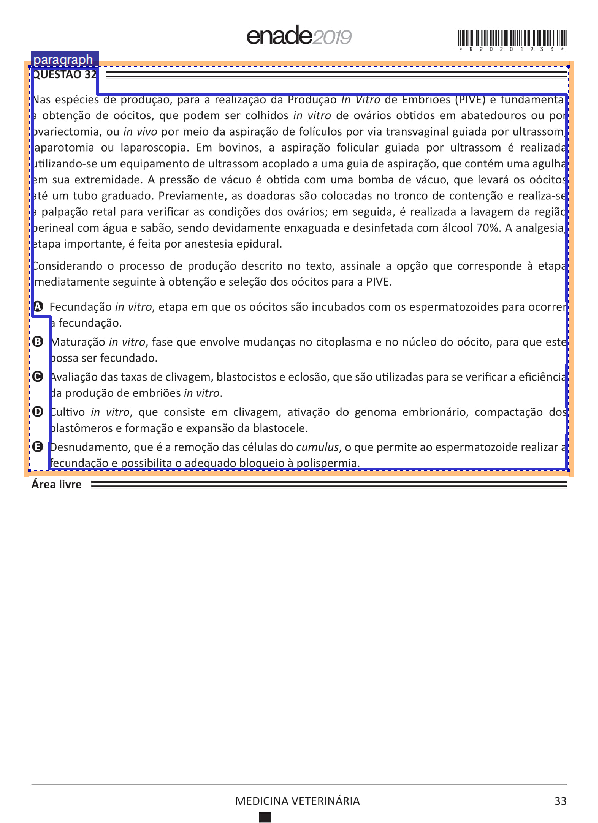 enade2019
paragraph
QUESTÃO 32
Nas espécies de produção, para a realização da Produção In Vitro de Embriões (PIVE) é fundamental
a obtenção de oócitos, que podem ser colhidos in vitro de ovários obtidos em abatedouros ou por
ovariectomia, ou in vivo por meio da aspiração de folículos por via transvaginal guiada por ultrassom,
laparotomia ou laparoscopia. Em bovinos, a aspiração folicular guiada por ultrassom é realizada
utilizando-se um equipamento de ultrassom acoplado a uma guia de aspiração, que contém uma agulha
em sua extremidade. A pressão de vácuo é obtida com uma bomba de vácuo, que levará os oócitos
até um tubo graduado. Previamente, as doadoras são colocadas no tronco de contenção e realiza-se
a palpação retal para verificar as condições dos ovários; em seguida, é realizada a lavagem da região
perineal com água e sabão, sendo devidamente enxaguada e desinfetada com álcool 70%. A analgesia,
etapa importante, é feita por anestesia epidural.
Considerando o processo de produção descrito no texto, assinale a opção que corresponde à etapa
imediatamente seguinte à obtenção e seleção dos oócitos para a PIVE.
A Fecundação in vitro, etapa em que os oócitos são incubados com os espermatozoides para ocorrer
a fecundação.
B Maturação in vitro, fase que envolve mudanças no citoplasma e no núcleo do oócito, para que este
possa ser fecundado.
C Avaliação das taxas de clivagem, blastocistos e eclosão, que são utilizadas para se verificar a eficiência
da produção de embriões in vitro.
D Cultivo in vitro, que consiste em clivagem, ativação do genoma embrionário, compactação dos
blastômeros e formação e expansão da blastocele.
E Desnudamento, que é a remoção das células do cumulus, o que permite ao espermatozoide realizar a
fecundação e possibilita o adequado bloqueio à polispermia.
Área livre
MEDICINA VETERINÁRIA
33